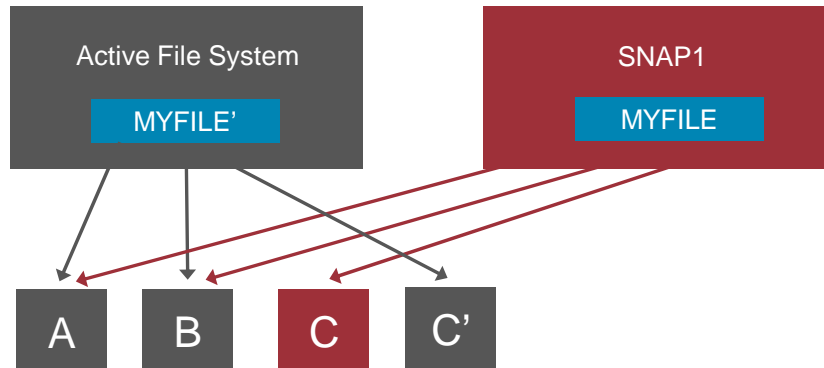 Active File System
MYFILE’
SNAP1
MYFILE
A
B
C
C’